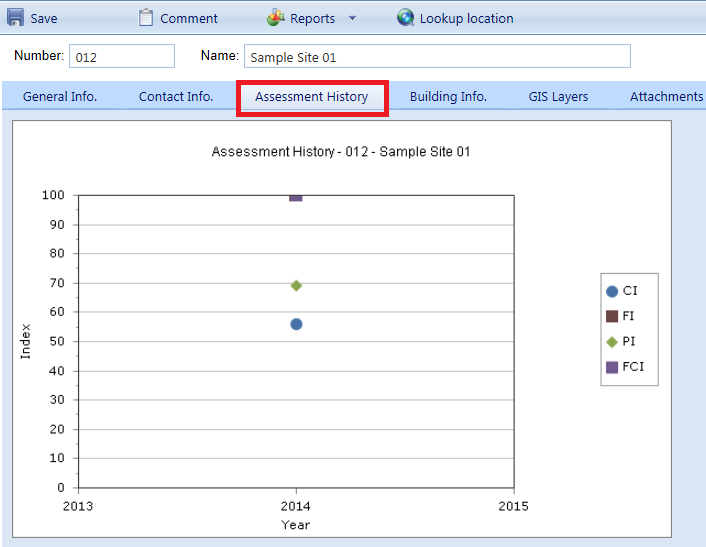 Save Comment Reports Lookup location
Number: 012 Name: Sample Site 01
General Info. Contact Info. Assessment History Building Info. GIS Layers Attachments
Assessment History - 012 - Sample Site 01
100
90
80
70
60
50
40
30
20
10
0
Index
2013 2014 2015
Year
CI
FI
PI
FCI